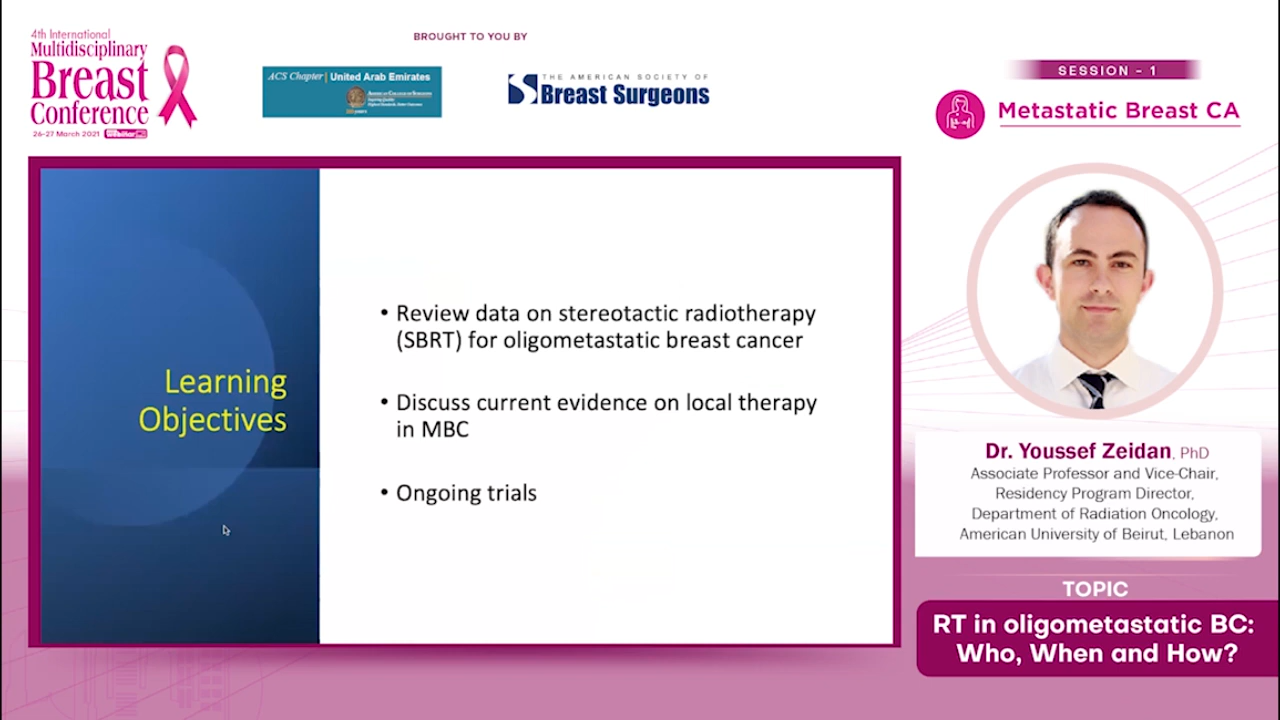 4th International
Multidisciplinary
Breast
Conference
26-27 March 2021
BROUGHT TO YOU BY
ACS Chapter | United Arab Emirates
THE AMERICAN SOCIETY OF
Breast Surgeons
SESSION - 1
Metastatic Breast CA
Learning
Objectives
• Review data on stereotactic radiotherapy
(SBRT) for oligometastatic breast cancer
• Discuss current evidence on local therapy
in MBC
• Ongoing trials
Dr. Youssef Zeidan, PhD
Associate Professor and Vice-Chair,
Residency Program Director,
Department of Radiation Oncology,
American University of Beirut, Lebanon
TOPIC
RT in oligometastatic BC:
Who, When and How?